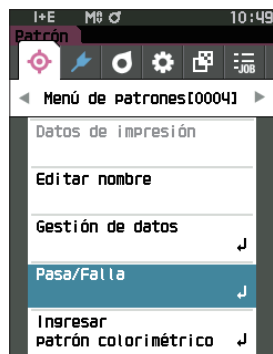 I+E M0 10:49
Patrón
-JOB
Menú de patrones[0004]
Datos de impresión
Editar nombre
Gestión de datos
Pasa/Falla
Ingresar
patrón colorimétrico